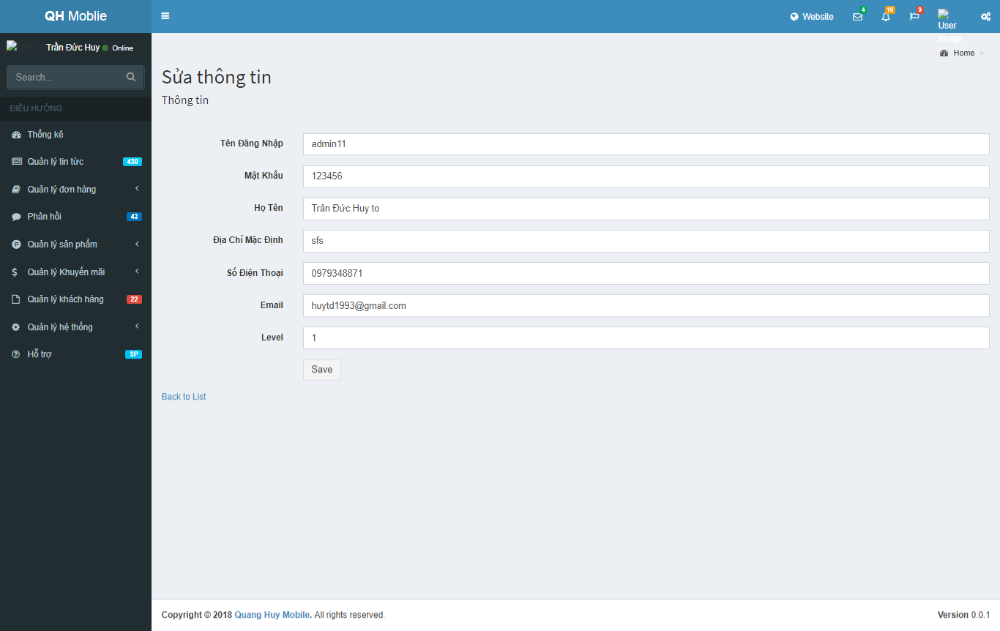 QH Moblie
Website
4
10
9
User Image
Trần Đức Huy Online
Search...
ĐIỀU HƯỚNG
Thống kê
Quản lý tin tức 430
Quản lý đơn hàng
Phản hồi 43
Quản lý sản phẩm
Quản lý Khuyến mãi
Quản lý khách hàng 22
Quản lý hệ thống
Hỗ trợ SP
Home >
Sửa thông tin
Thông tin
Tên Đăng Nhập admin11
Mật Khẩu 123456
Họ Tên Trần Đức Huy to
Địa Chỉ Mặc Định sfs
Số Điện Thoại 0979348871
Email huytd1993@gmail.com
Level 1
Save
Back to List
Copyright © 2018 Quang Huy Mobile. All rights reserved.
Version 0.0.1